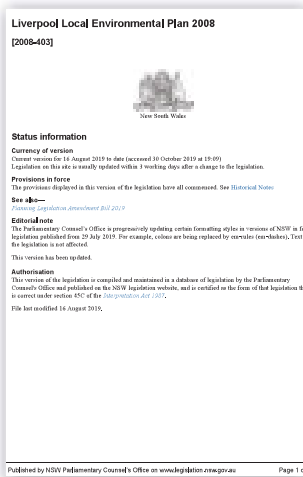 Liverpool Local Environmental Plan 2008
[2008-403]
New South Wales
Status information
Currency of version
Current version for 16 August 2019 to date (accessed 30 October 2019 at 19:09)
Legislation on this site is usually updated within 3 working days after a change to the legislation.
Provisions in force
The provisions displayed in this version of the legislation have all commenced. See Historical Notes
See also—
Planning Legislation Amendment Bill 2019
Editorial note
The Parliamentary Counsel's Office is progressively updating certain formatting styles in versions of NSW in
legislation published from 29 July 2019. For example, colons are being replaced by em-rules (em-dashes). Text
the legislation is not affected.
This version has been updated.
Authorisation
This version of the legislation is compiled and maintained in a database of legislation by the Parliamentary
Counsel's Office and published on the NSW legislation website, and is certified as the form of that legislation
is correct under section 45C of the Interpretation Act 1987.
File last modified 16 August 2019.
Published by NSW Parliamentary Counsel's Office on www.legislation.nsw.gov.au Page 1